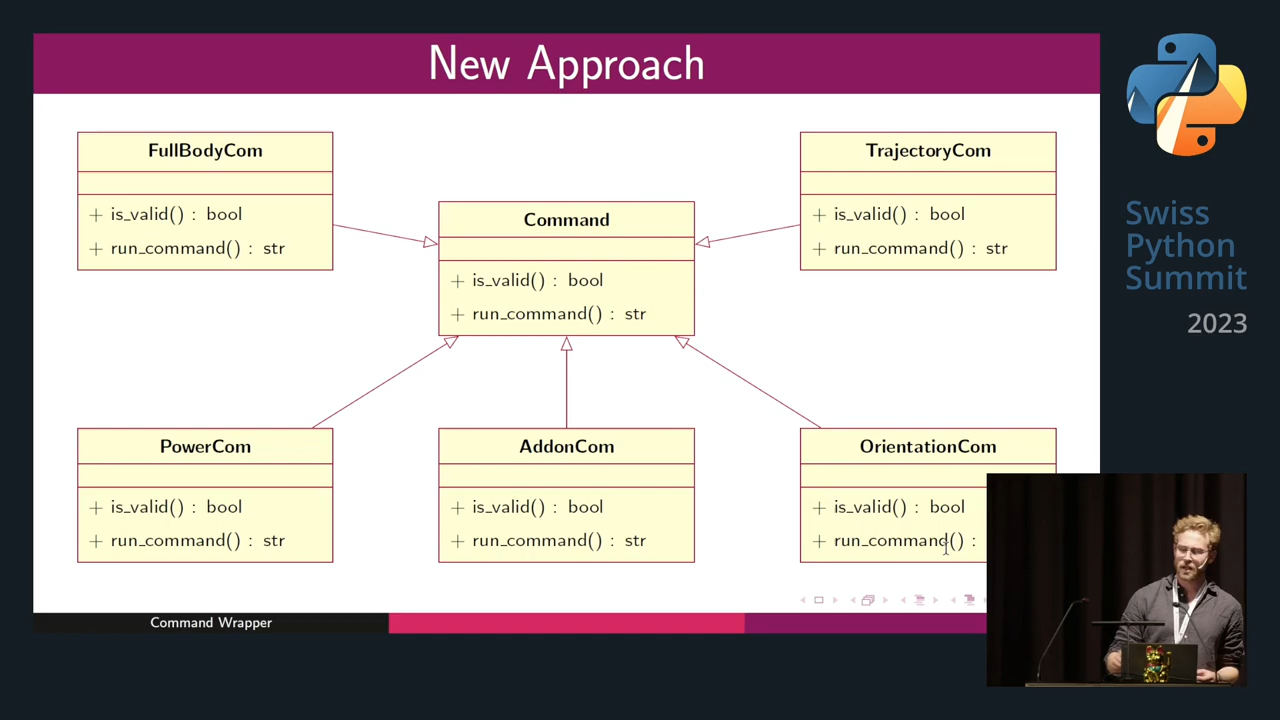 New Approach
FullBodyCom
+ is_valid() : bool
+ run_command() : str
TrajectoryCom
+ is_valid() : bool
+ run_command() : str
Command
+ is_valid() : bool
+ run_command() : str
PowerCom
+ is_valid() : bool
+ run_command() : str
AddonCom
+ is_valid() : bool
+ run_command() : str
OrientationCom
+ is_valid() : bool
+ run_command() :
Command Wrapper
Swiss
Python
Summit
2023